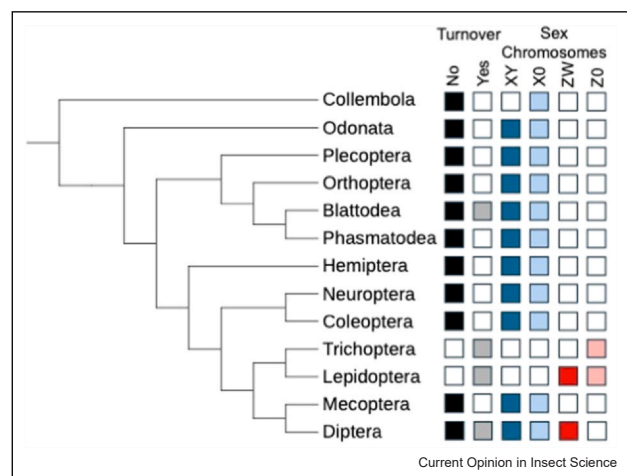 Turnover Sex
Chromosomes
No Yes XY X0 ZW Z0
Collembola
Odonata
Plecoptera
Orthoptera
Blattodea
Phasmatodea
Hemiptera
Neuroptera
Coleoptera
Trichoptera
Lepidoptera
Mecoptera
Diptera
Current Opinion in Insect Science